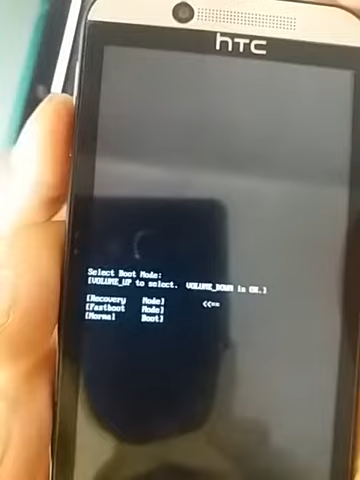 hTC
Select Boot Mode:
[VOLUME_UP to select.  VOLUME_DOWN is OK.]
[Recovery    Mode]         <<==
[Fastboot    Mode]
[Normal      Boot]